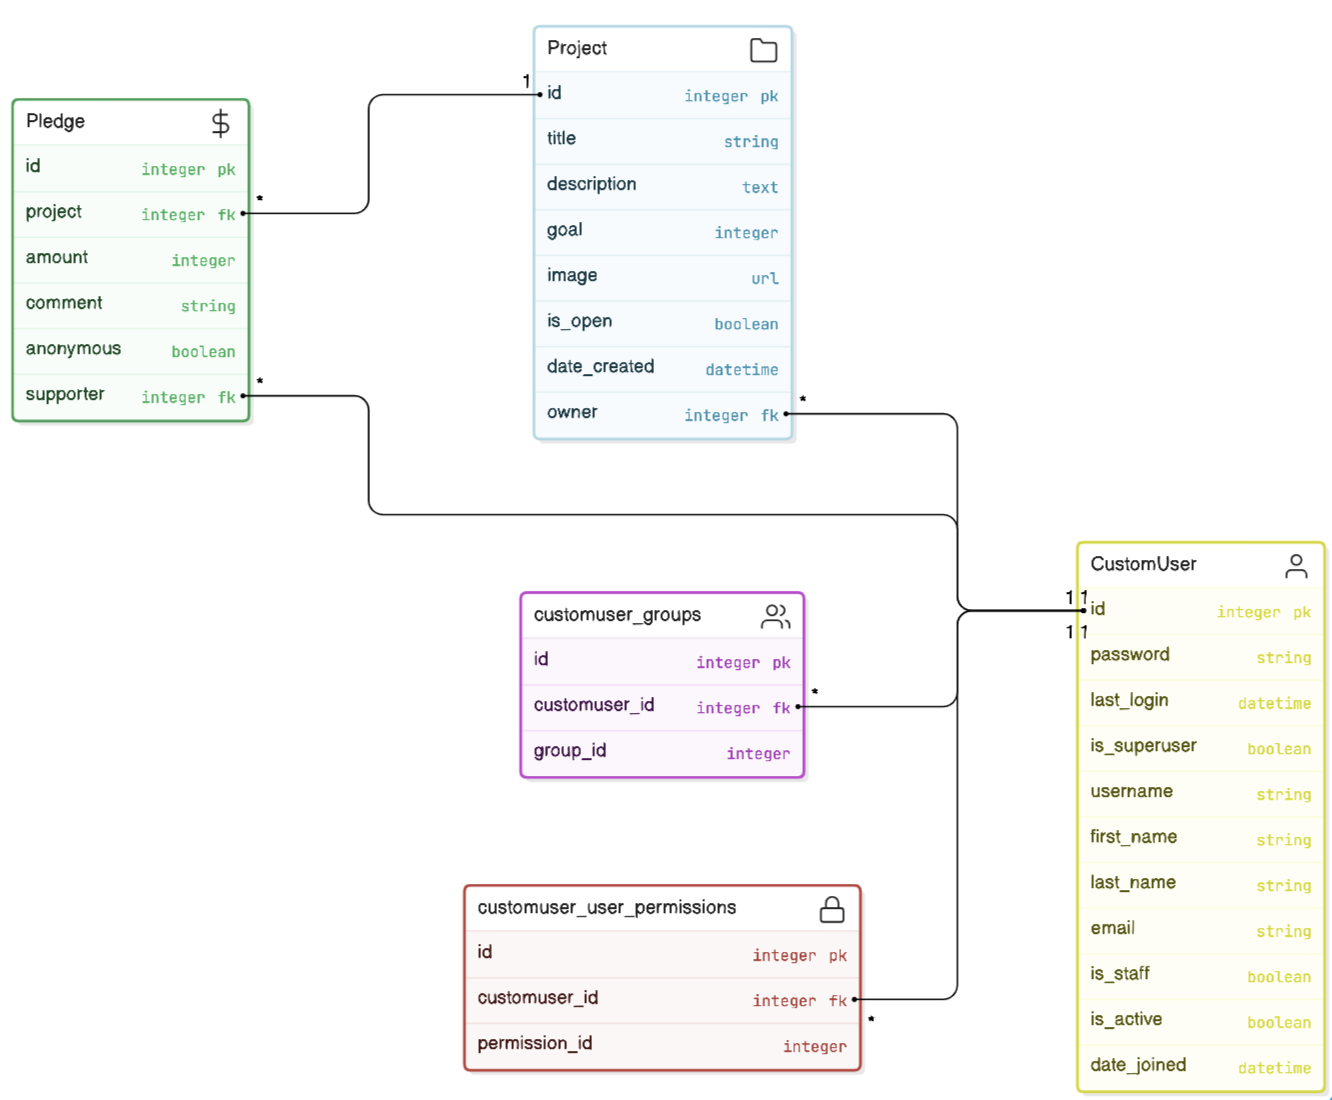 Project
1
id integer pk
title string
description text
goal integer
image url
is_open boolean
date_created datetime
owner integer fk
*
Pledge
id integer pk
project integer fk
*
amount integer
comment string
anonymous boolean
supporter integer fk
*
customuser_groups
id integer pk
customuser_id integer fk
*
group_id integer
customuser_user_permissions
id integer pk
customuser_id integer fk
*
permission_id integer
CustomUser
1 1
id integer pk
1 1
password string
last_login datetime
is_superuser boolean
username string
first_name string
last_name string
email string
is_staff boolean
is_active boolean
date_joined datetime